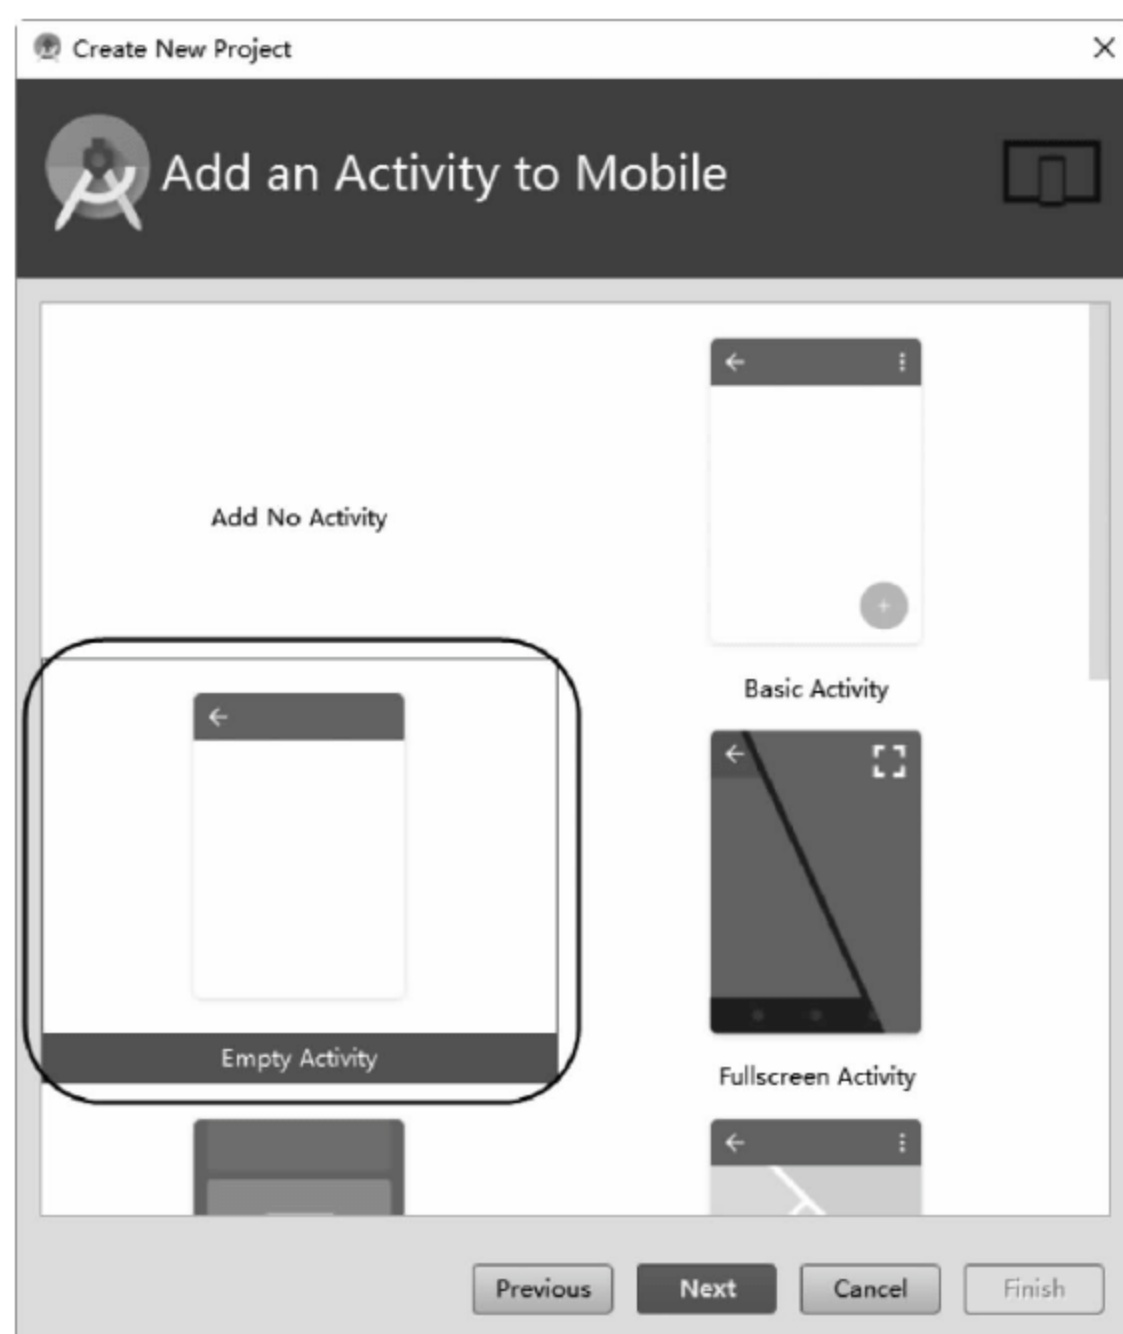 Create New Project
Add an Activity to Mobile
Add No Activity
Basic Activity
Empty Activity
Fullscreen Activity
Previous
Next
Cancel
Finish